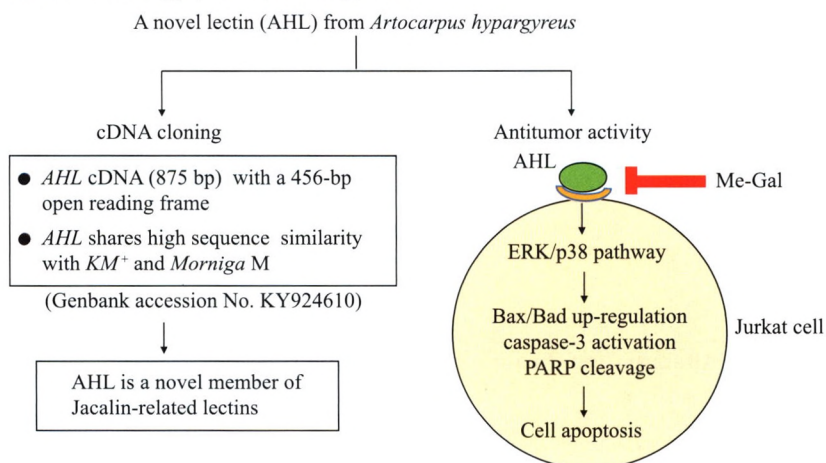 A novel lectin (AHL) from Artocarpus hypargyreus
cDNA cloning
● AHL cDNA (875 bp) with a 456-bp
open reading frame
● AHL shares high sequence similarity
with KM+ and Morniga M
(Genbank accession No. KY924610)
AHL is a novel member of
Jacalin-related lectins
Antitumor activity
AHL
Me-Gal
ERK/p38 pathway
Bax/Bad up-regulation
caspase-3 activation
PARP cleavage
Jurkat cell
Cell apoptosis